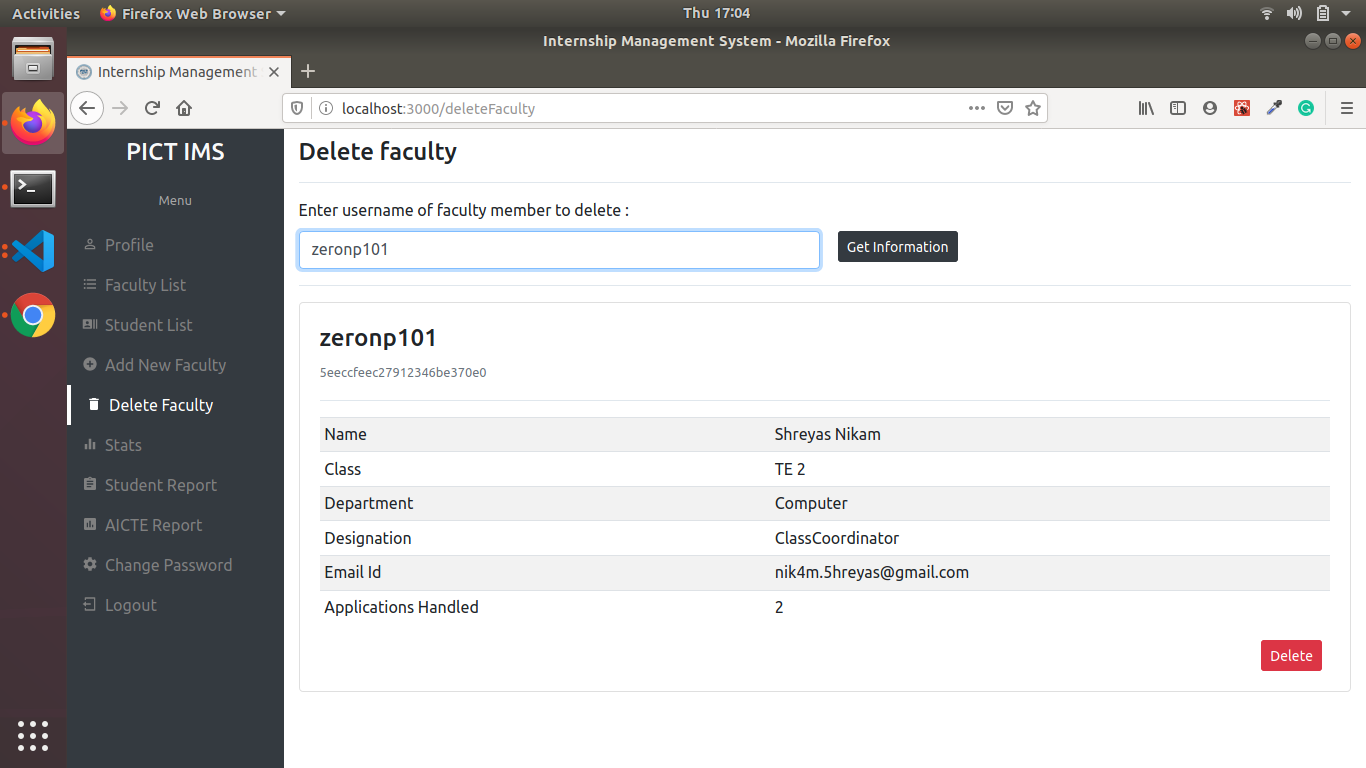 Activities Firefox Web Browser Thu 17:04
Internship Management System - Mozilla Firefox
Internship Management
localhost:3000/deleteFaculty
PICT IMS
Menu
Profile
Faculty List
Student List
Add New Faculty
Delete Faculty
Stats
Student Report
AICTE Report
Change Password
Logout
Delete faculty
Enter username of faculty member to delete :
zeronp101 Get Information
zeronp101
5eeccfeec27912346be370e0
Name Shreyas Nikam
Class TE 2
Department Computer
Designation ClassCoordinator
Email Id nik4m.5hreyas@gmail.com
Applications Handled 2
Delete